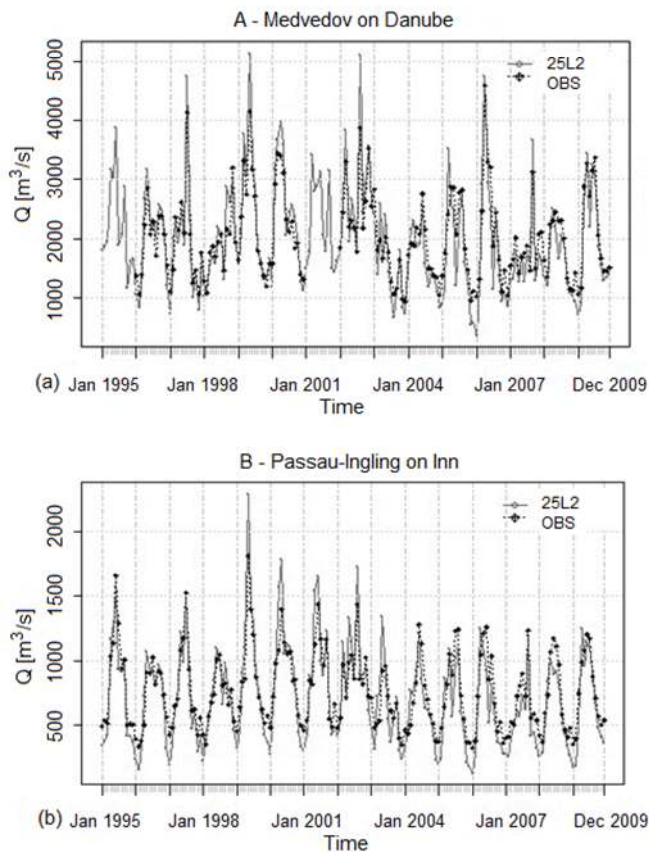 A - Medvedov on Danube
25L2
OBS
Q [m³/s]
5000
4000
3000
2000
1000
(a)
Jan 1995 Jan 1998 Jan 2001 Jan 2004 Jan 2007 Dec 2009
Time
B - Passau-Ingling on Inn
25L2
OBS
Q [m³/s]
2000
1500
1000
500
(b)
Jan 1995 Jan 1998 Jan 2001 Jan 2004 Jan 2007 Dec 2009
Time